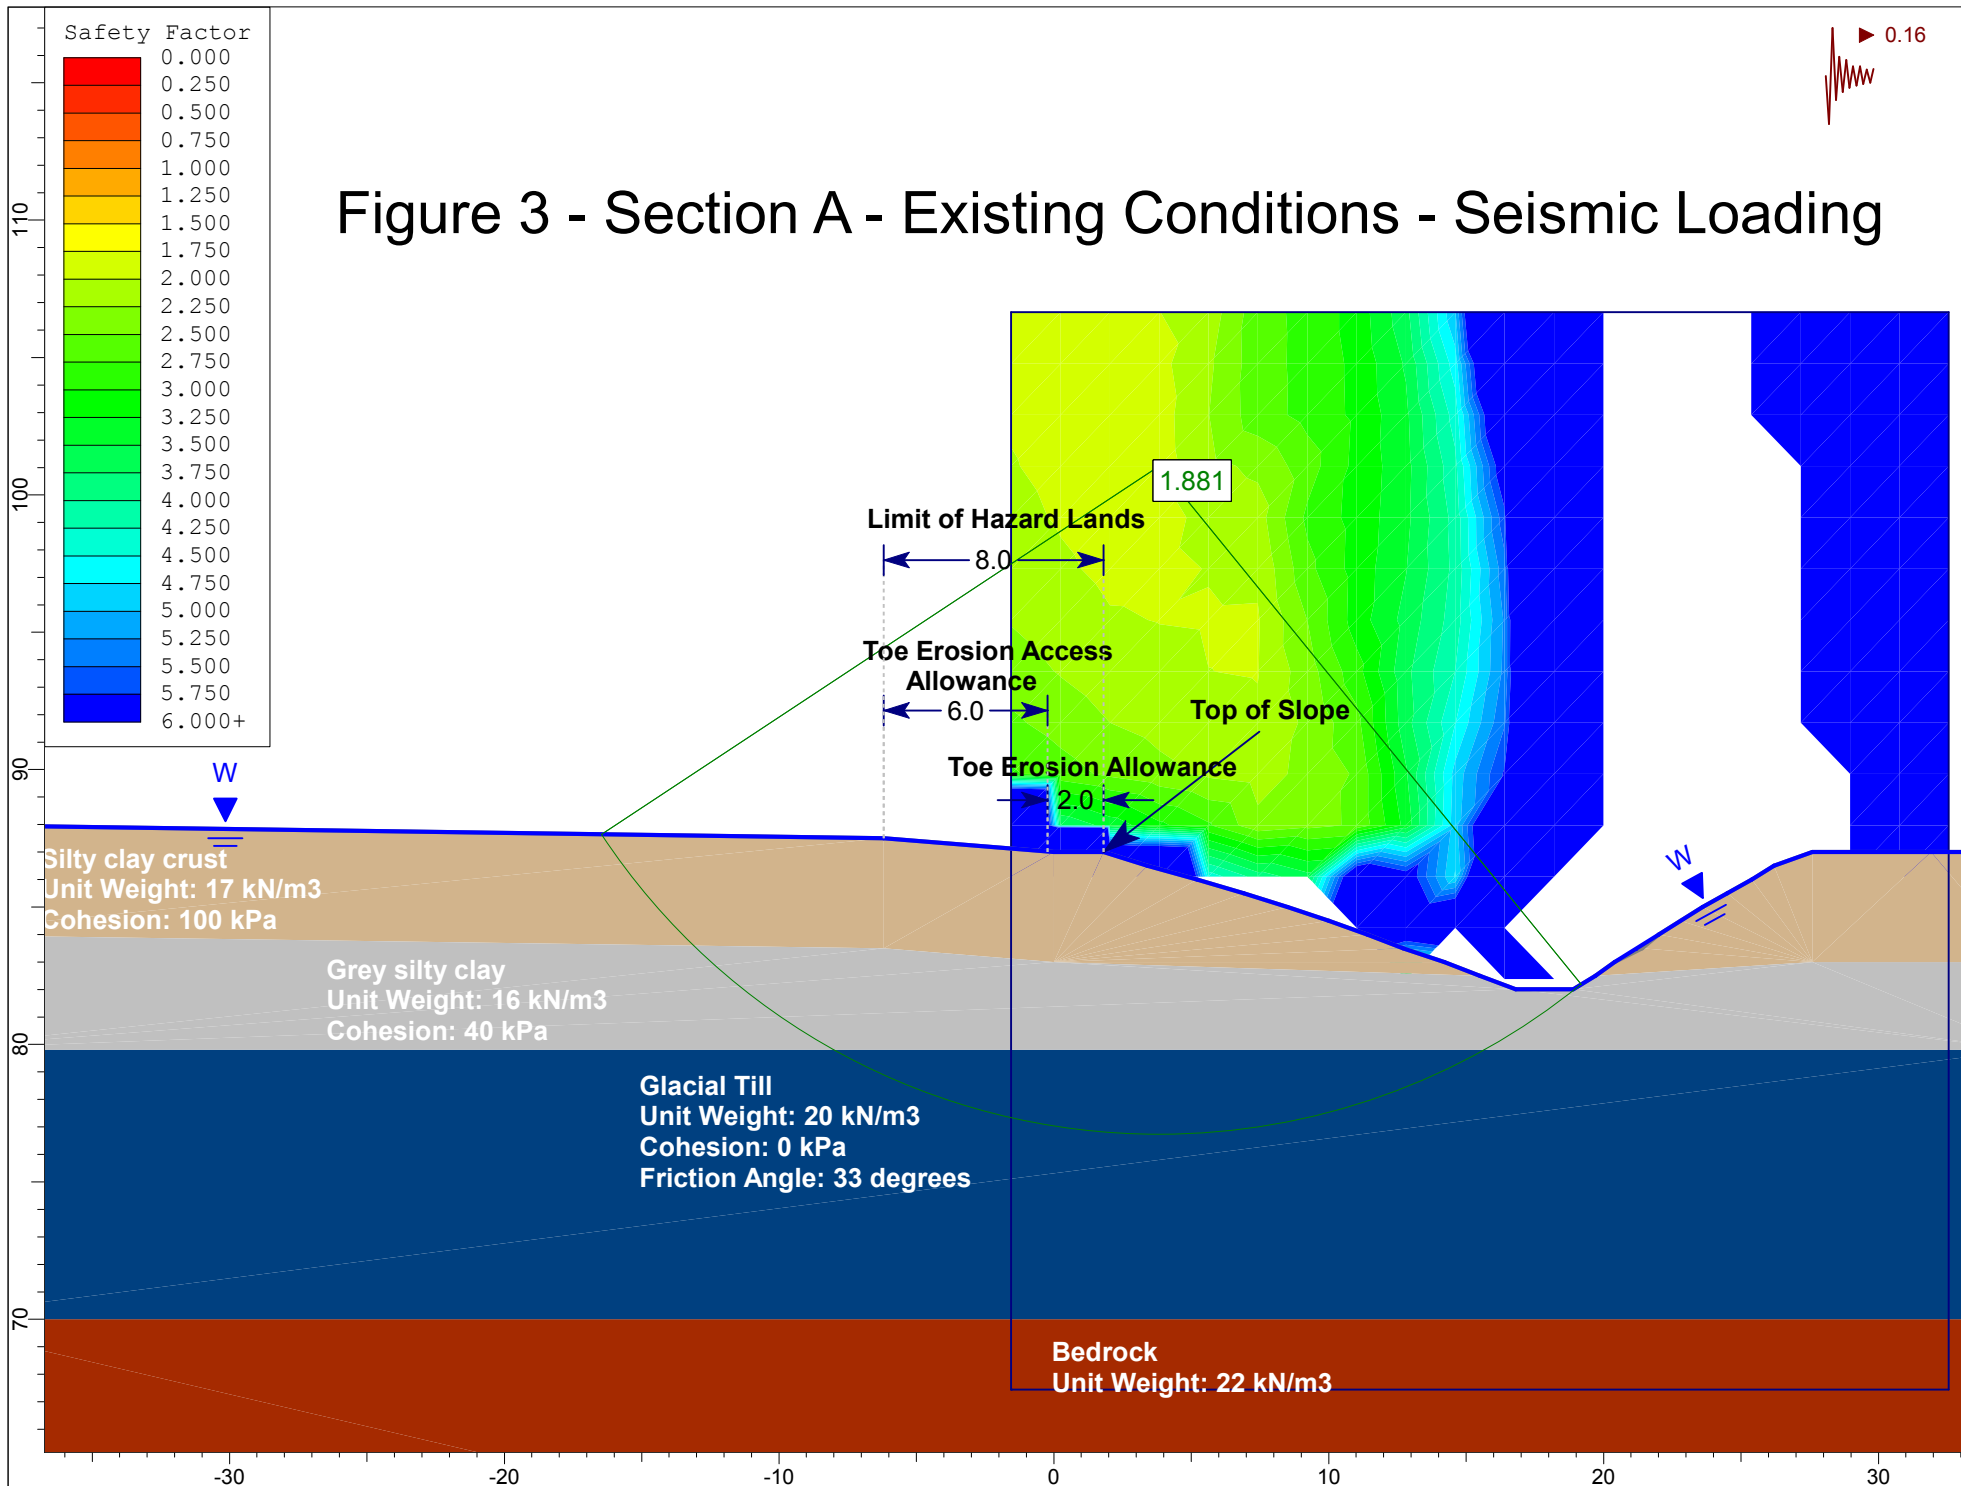 Safety Factor
0.000
0.250
0.500
0.750
1.000
1.250
1.500
1.750
2.000
2.250
2.500
2.750
3.000
3.250
3.500
3.750
4.000
4.250
4.500
4.750
5.000
5.250
5.500
5.750
6.000+
0.16
Figure 3 - Section A - Existing Conditions - Seismic Loading
1.881
Limit of Hazard Lands
8.0
Toe Erosion Access
Allowance
6.0
Top of Slope
Toe Erosion Allowance
2.0
W
W
Silty clay crust
Unit Weight: 17 kN/m3
Cohesion: 100 kPa
Grey silty clay
Unit Weight: 16 kN/m3
Cohesion: 40 kPa
Glacial Till
Unit Weight: 20 kN/m3
Cohesion: 0 kPa
Friction Angle: 33 degrees
Bedrock
Unit Weight: 22 kN/m3
110
100
90
80
70
-30
-20
-10
0
10
20
30